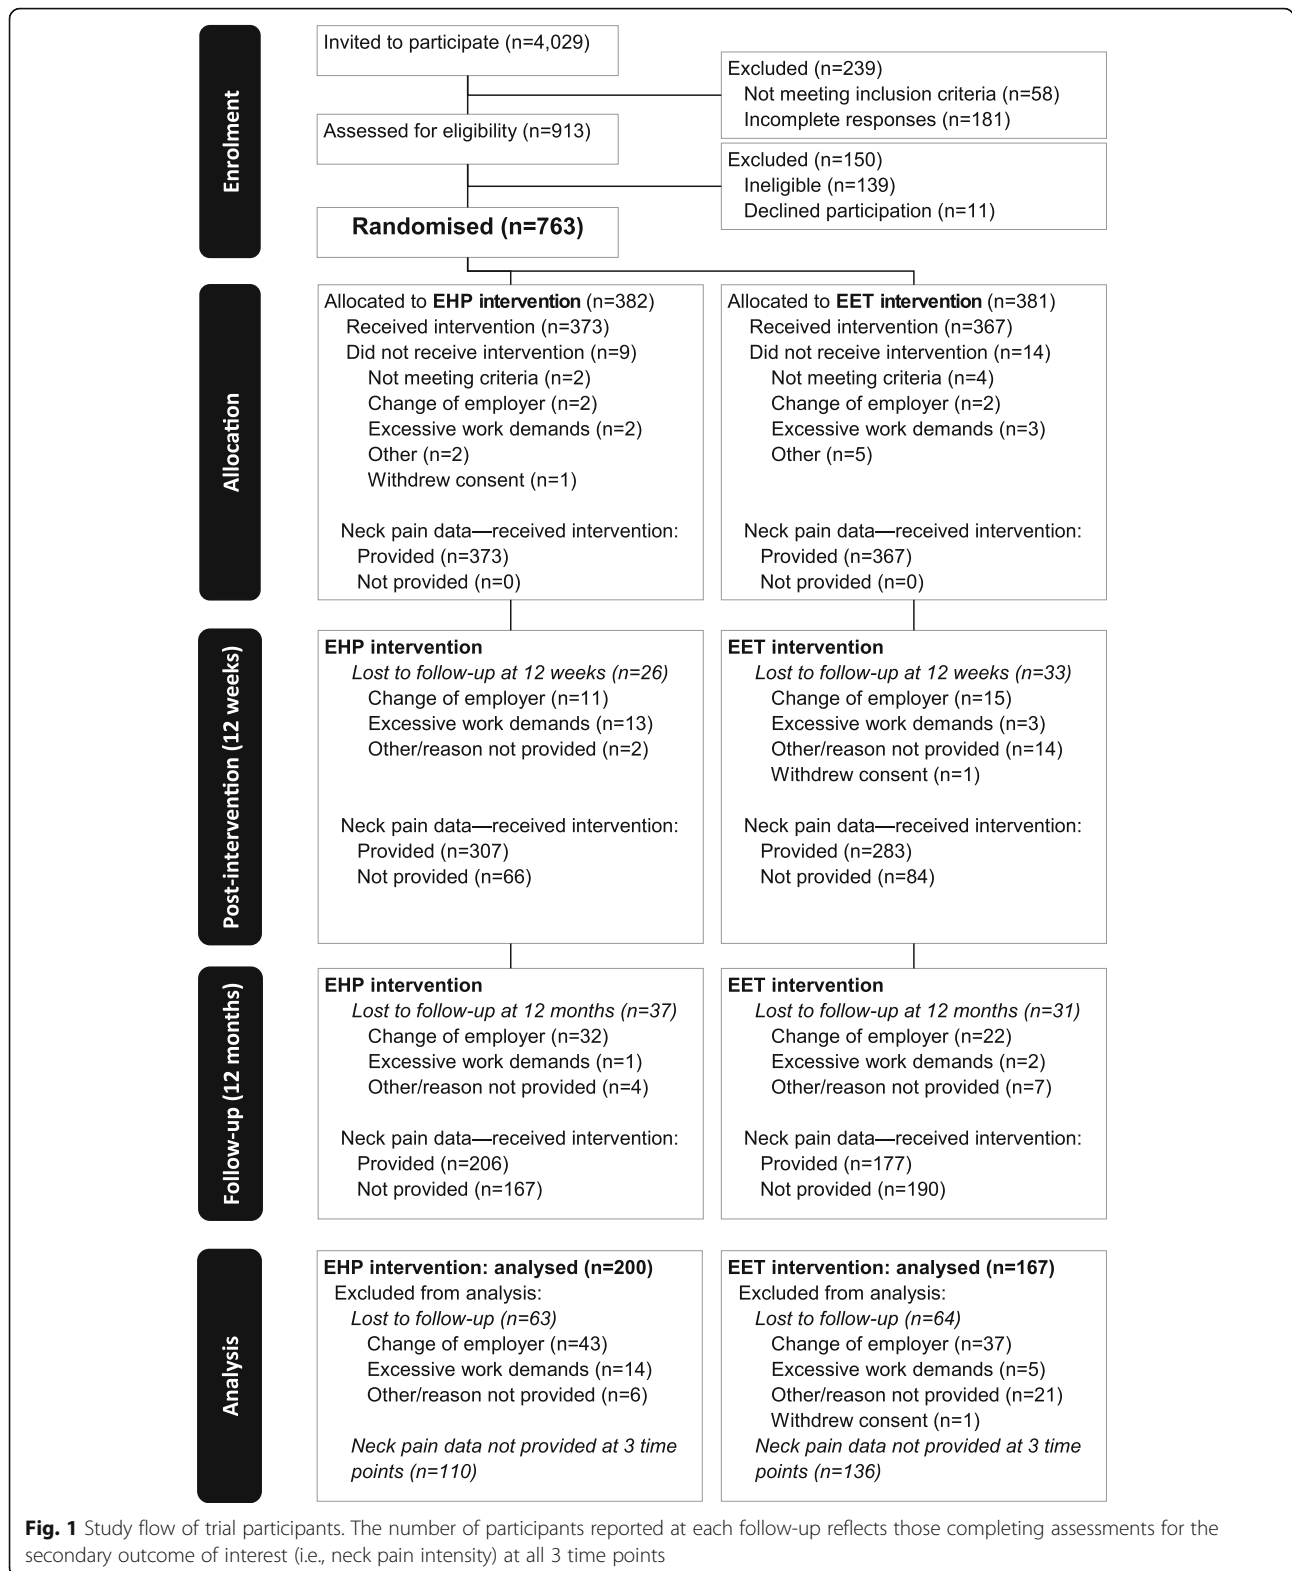 Enrolment
Invited to participate (n=4,029)
Excluded (n=239)
Not meeting inclusion criteria (n=58)
Incomplete responses (n=181)
Assessed for eligibility (n=913)
Excluded (n=150)
Ineligible (n=139)
Declined participation (n=11)
Randomised (n=763)
Allocation
Allocated to EHP intervention (n=382)
Received intervention (n=373)
Did not receive intervention (n=9)
Not meeting criteria (n=2)
Change of employer (n=2)
Excessive work demands (n=2)
Other (n=2)
Withdrew consent (n=1)
Neck pain data—received intervention:
Provided (n=373)
Not provided (n=0)
Allocated to EET intervention (n=381)
Received intervention (n=367)
Did not receive intervention (n=14)
Not meeting criteria (n=4)
Change of employer (n=2)
Excessive work demands (n=3)
Other (n=5)
Neck pain data—received intervention:
Provided (n=367)
Not provided (n=0)
Post-intervention (12 weeks)
EHP intervention
Lost to follow-up at 12 weeks (n=26)
Change of employer (n=11)
Excessive work demands (n=13)
Other/reason not provided (n=2)
Neck pain data—received intervention:
Provided (n=307)
Not provided (n=66)
EET intervention
Lost to follow-up at 12 weeks (n=33)
Change of employer (n=15)
Excessive work demands (n=3)
Other/reason not provided (n=14)
Withdrew consent (n=1)
Neck pain data—received intervention:
Provided (n=283)
Not provided (n=84)
Follow-up (12 months)
EHP intervention
Lost to follow-up at 12 months (n=37)
Change of employer (n=32)
Excessive work demands (n=1)
Other/reason not provided (n=4)
Neck pain data—received intervention:
Provided (n=206)
Not provided (n=167)
EET intervention
Lost to follow-up at 12 months (n=31)
Change of employer (n=22)
Excessive work demands (n=2)
Other/reason not provided (n=7)
Neck pain data—received intervention:
Provided (n=177)
Not provided (n=190)
Analysis
EHP intervention: analysed (n=200)
Excluded from analysis:
Lost to follow-up (n=63)
Change of employer (n=43)
Excessive work demands (n=14)
Other/reason not provided (n=6)
Neck pain data not provided at 3 time
points (n=110)
EET intervention: analysed (n=167)
Excluded from analysis:
Lost to follow-up (n=64)
Change of employer (n=37)
Excessive work demands (n=5)
Other/reason not provided (n=21)
Withdrew consent (n=1)
Neck pain data not provided at 3 time
points (n=136)
Fig. 1 Study flow of trial participants. The number of participants reported at each follow-up reflects those completing assessments for the
secondary outcome of interest (i.e., neck pain intensity) at all 3 time points